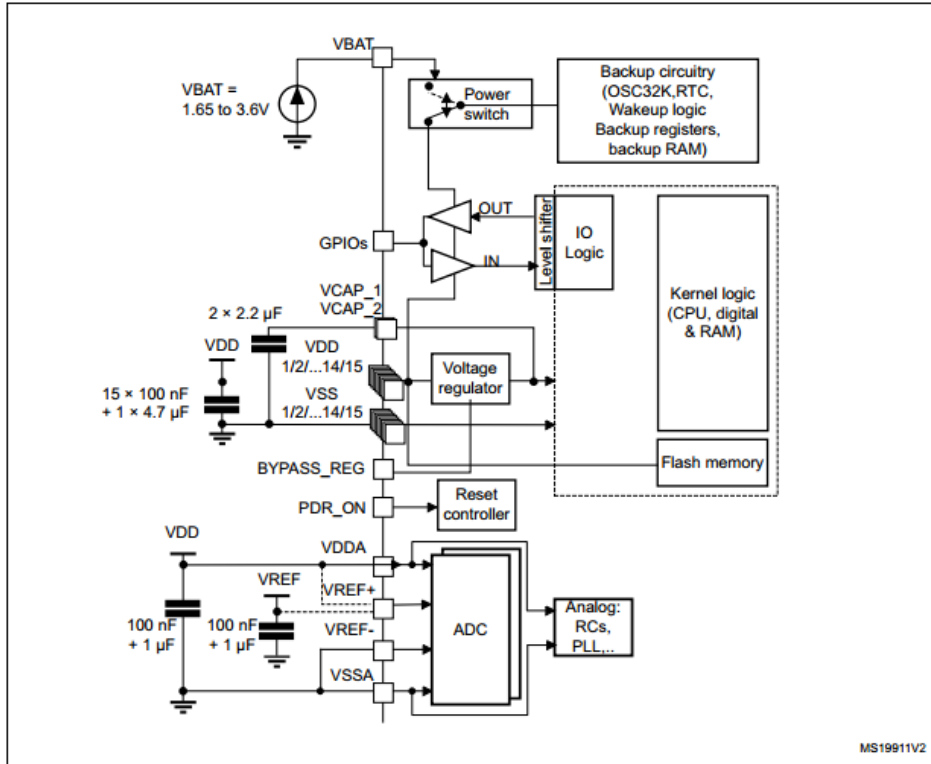 VBAT
VBAT =
1.65 to 3.6V
Power
switch
Backup circuitry
(OSC32K,RTC,
Wakeup logic
Backup registers,
backup RAM)
GPIOs
OUT
IN
Level shifter
IO
Logic
Kernel logic
(CPU, digital
& RAM)
VCAP_1
VCAP_2
2 × 2.2 μF
VDD
15 × 100 nF
+ 1 × 4.7 μF
VDD
1/2/...14/15
VSS
1/2/...14/15
Voltage
regulator
Flash memory
BYPASS_REG
PDR_ON
Reset
controller
VDD
VDDA
VREF
VREF+
VREF-
VSSA
100 nF
+ 1 μF
100 nF
+ 1 μF
ADC
Analog:
RCs,
PLL,..
MS19911V2